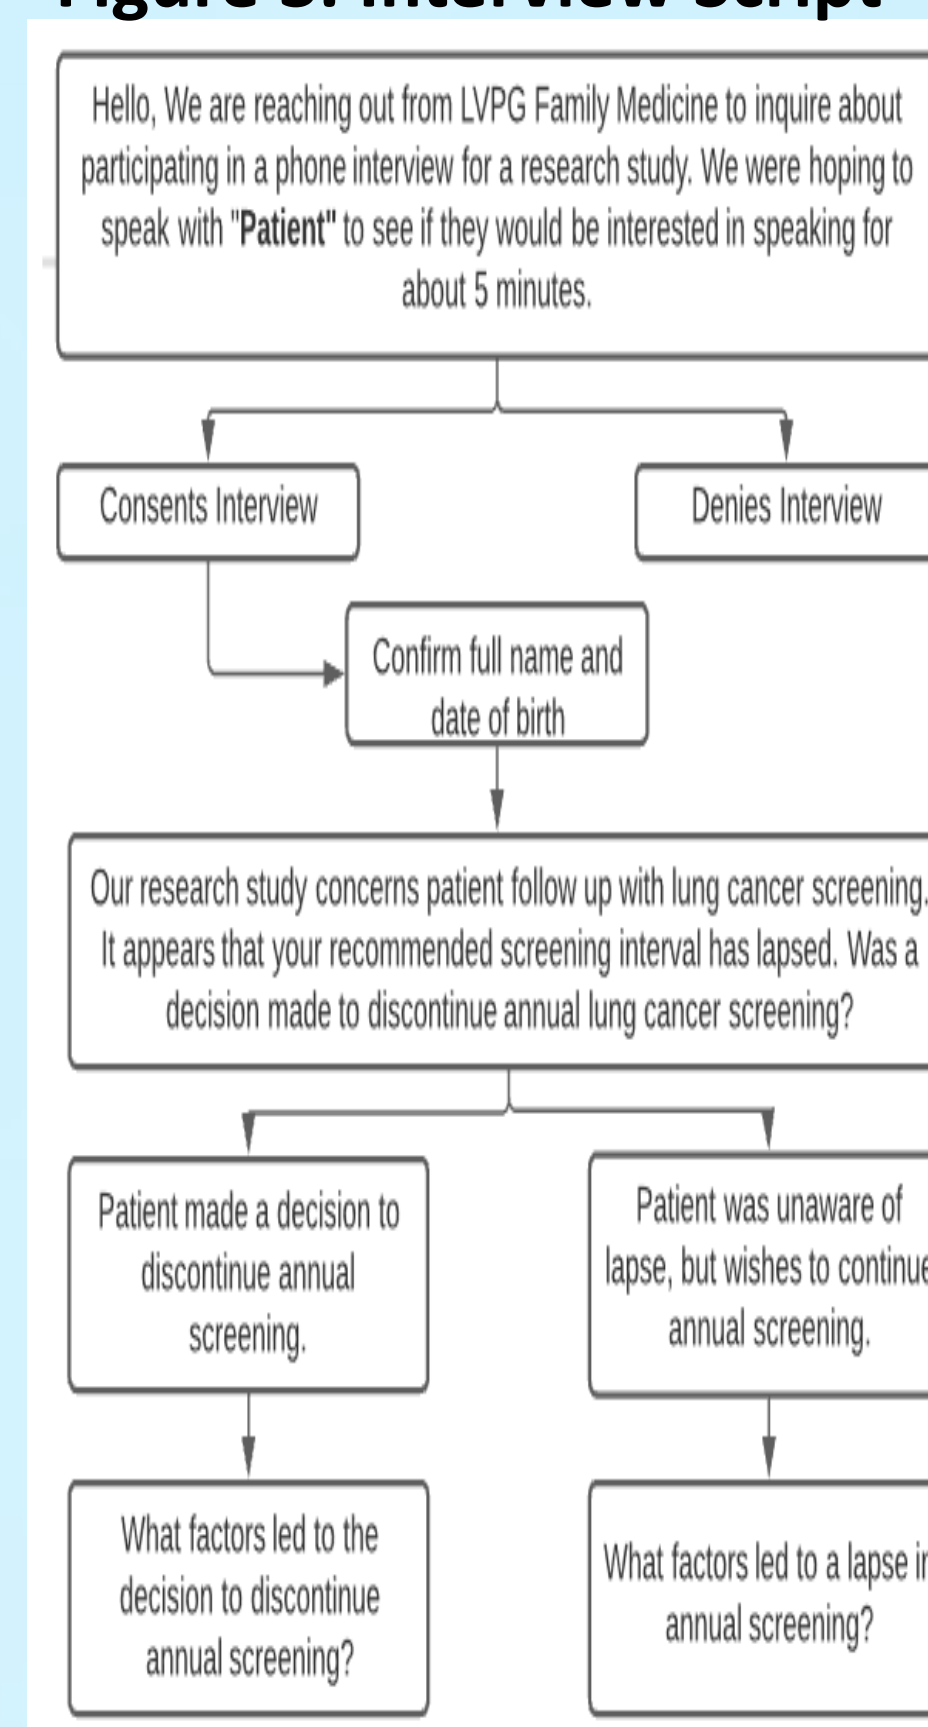 Interview Script
Hello, We are reaching out from LVPG Family Medicine to inquire about
participating in a phone interview for a research study. We were hoping to
speak with "Patient" to see if they would be interested in speaking for
about 5 minutes.
Consents Interview
Denies Interview
Confirm full name and
date of birth
Our research study concerns patient follow up with lung cancer screening.
It appears that your recommended screening interval has lapsed. Was a
decision made to discontinue annual lung cancer screening?
Patient made a decision to
discontinue annual
screening.
Patient was unaware of
lapse, but wishes to continue
annual screening.
What factors led to the
decision to discontinue
annual screening?
What factors led to a lapse in
annual screening?